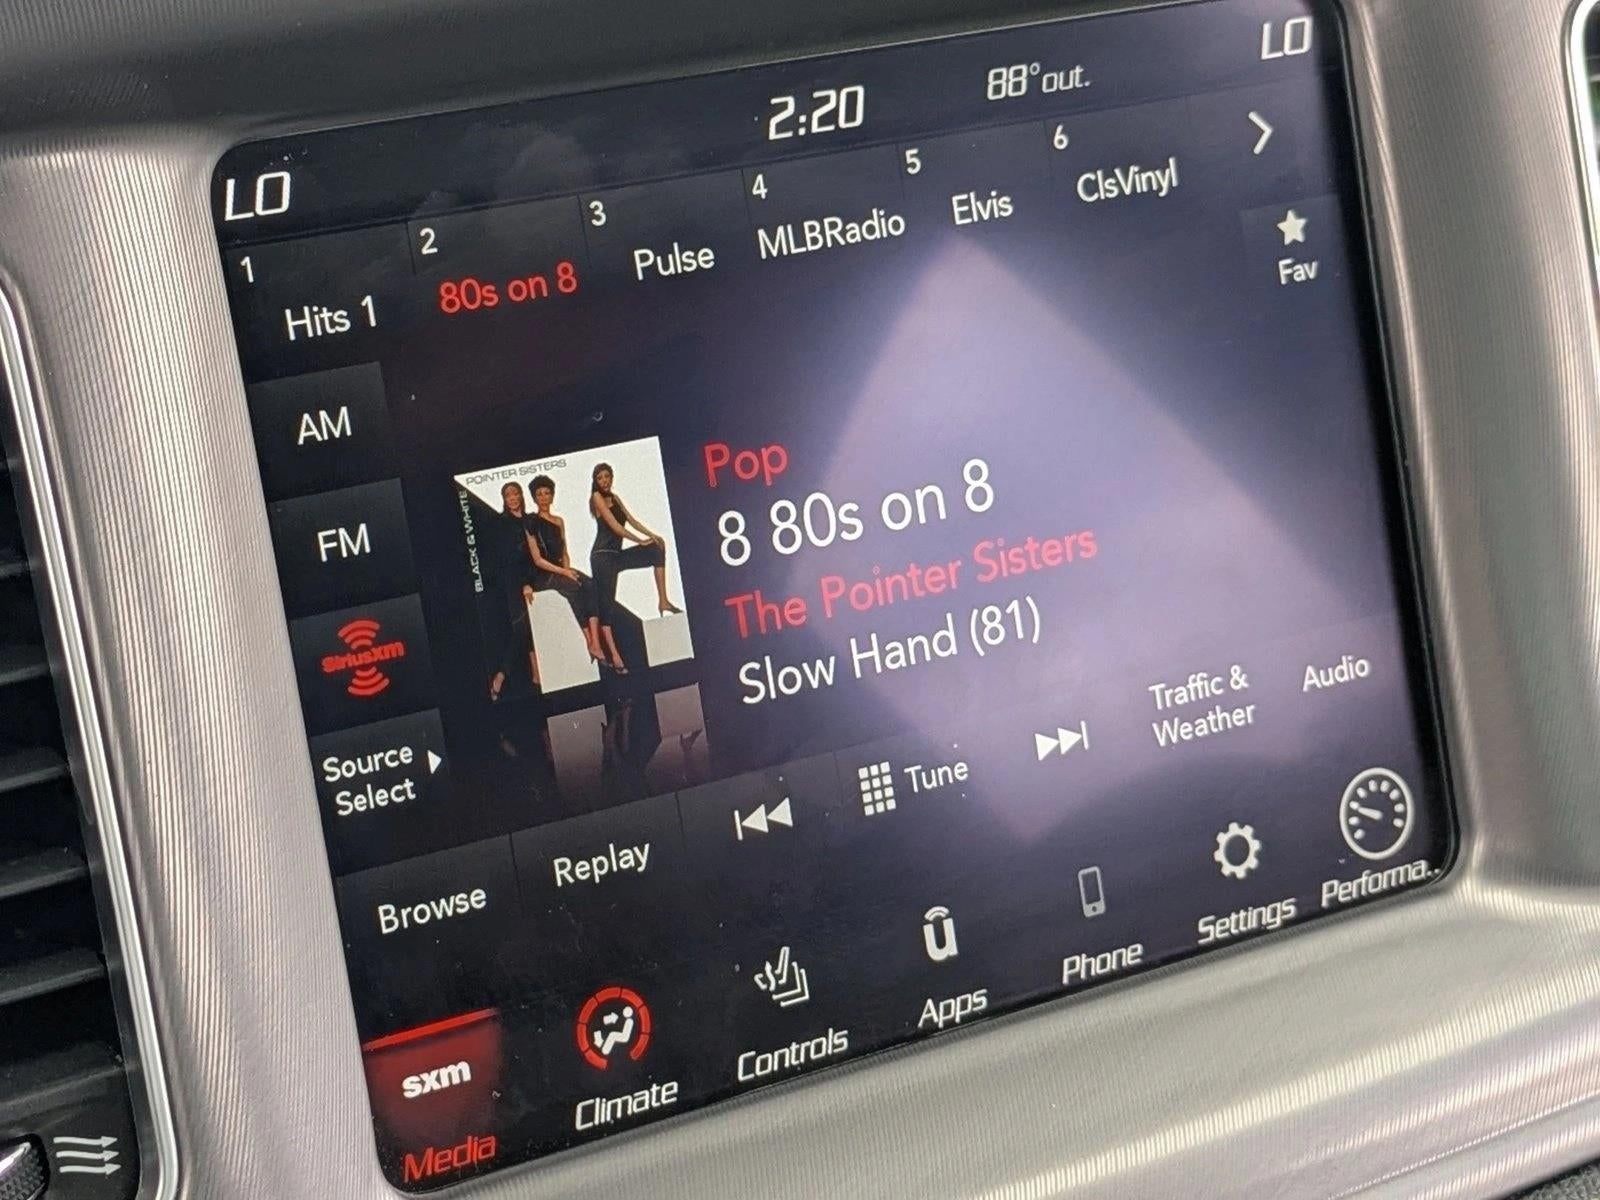 LO
2:20
88°out.
LO
1
Hits 1
2
80s on 8
3
Pulse
4
MLBRadio
5
Elvis
6
ClsVinyl
Fav
AM
FM
SiriusXM
Source
Select
POINTER SISTERS
BLACK & WHITE
Pop
8 80s on 8
The Pointer Sisters
Slow Hand (81)
Browse
Replay
Tune
Traffic &
Weather
Audio
sxm
Media
Climate
Controls
u
Apps
Phone
Settings
Performa..